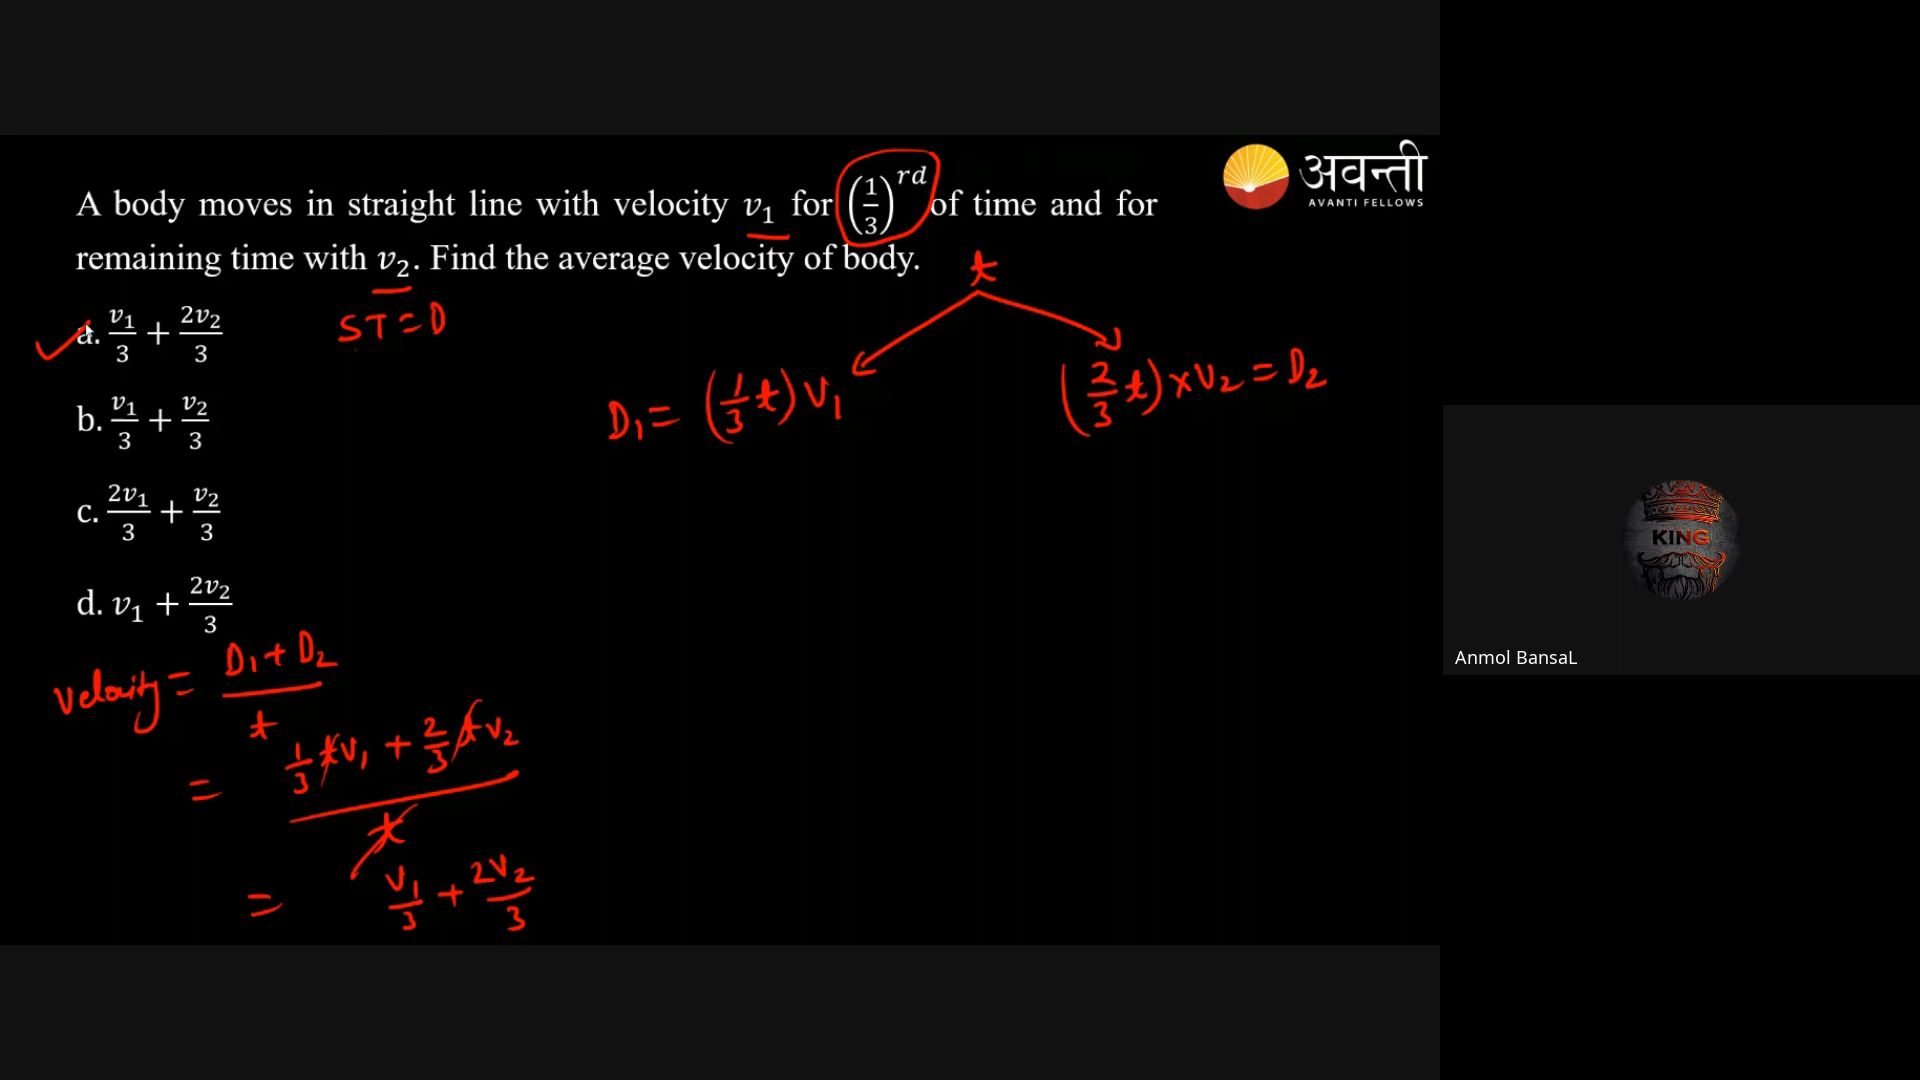 A body moves in straight line with velocity v₁ for (1/3)ʳᵈ of time and for
remaining time with v₂. Find the average velocity of body.
अवन्ती
AVANTI FELLOWS
a. v₁/3 + 2v₂/3
b. v₁/3 + v₂/3
c. 2v₁/3 + v₂/3
d. v₁ + 2v₂/3
ST = D
t
D₁ = (1/3 t) V₁
(2/3 t) × V₂ = D₂
Velocity = D₁ + D₂ / t
= 1/3 t V₁ + 2/3 t V₂ / t
= V₁/3 + 2V₂/3
KING
Anmol BansaL